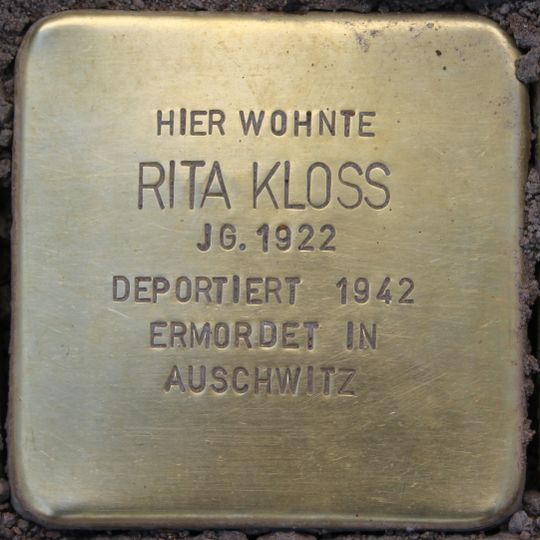 HIER WOHNTE
RITA KLOSS
JG. 1922
DEPORTIERT 1942
ERMORDET IN
AUSCHWITZ